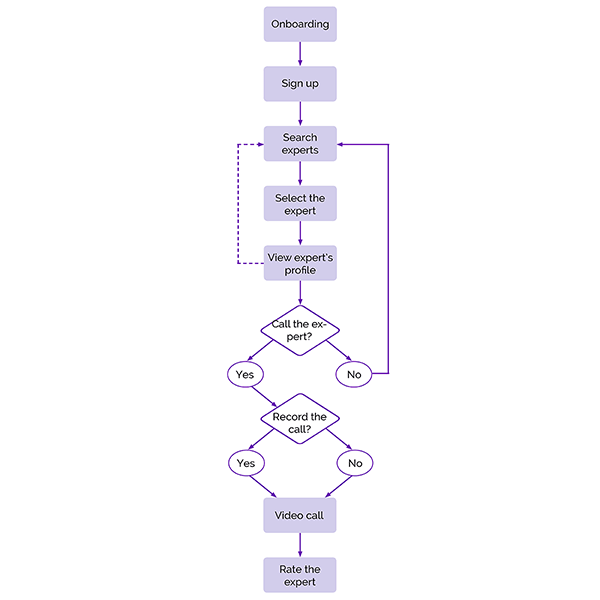 Onboarding
Sign up
Search
experts
Select the
expert
View expert's
profile
Call the ex-
pert?
Yes
No
Record the
call?
Yes
No
Video call
Rate the
expert